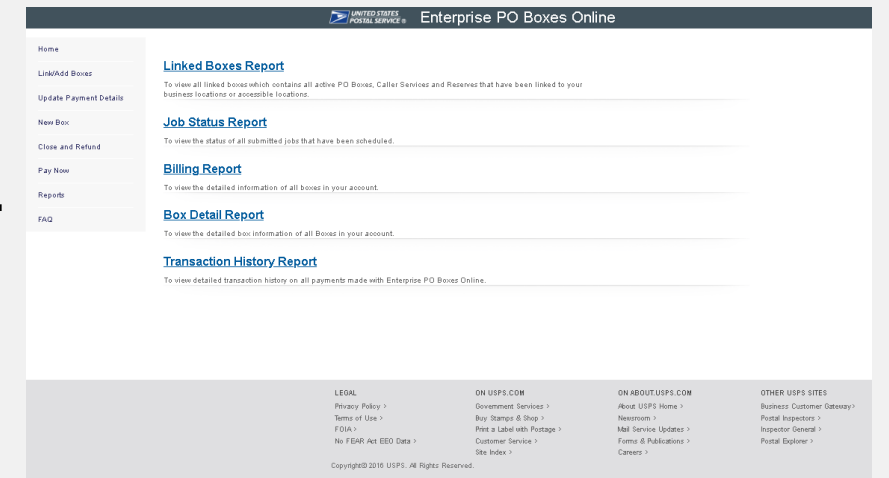 UNITED STATES
POSTAL SERVICE ®
Enterprise PO Boxes Online
Home
Link/Add Boxes
Update Payment Details
New Box
Close and Refund
Pay Now
Reports
FAQ
Linked Boxes Report
To view all linked boxes which contains all active PO Boxes, Caller Services and Reserves that have been linked to your
business locations or accessible locations.
Job Status Report
To view the status of all submitted jobs that have been scheduled.
Billing Report
To view the detailed information of all boxes in your account.
Box Detail Report
To view the detailed box information of all Boxes in your account.
Transaction History Report
To view detailed transaction history on all payments made with Enterprise PO Boxes Online.
LEGAL
Privacy Policy >
Terms of Use >
FOIA >
No FEAR Act EEO Data >
ON USPS.COM
Government Services >
Buy Stamps & Shop >
Print a Label with Postage >
Customer Service >
Site Index >
ON ABOUT.USPS.COM
About USPS Home >
Newsroom >
Mail Service Updates >
Forms & Publications >
Careers >
OTHER USPS SITES
Business Customer Gateway >
Postal Inspectors >
Inspector General >
Postal Explorer >
Copyright© 2016 USPS. All Rights Reserved.